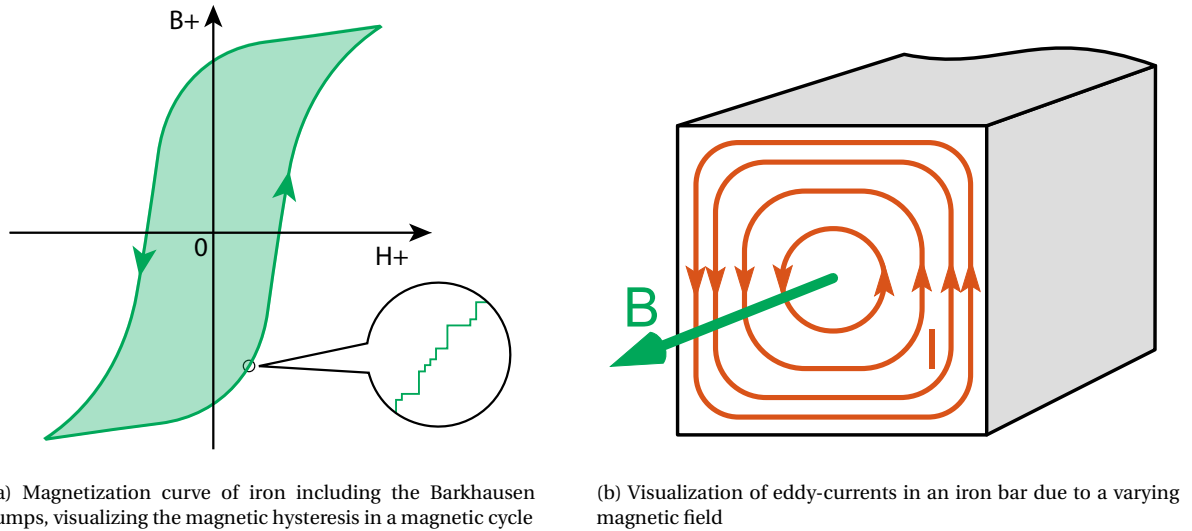 B+
0
H+
B
I
a) Magnetization curve of iron including the Barkhausen
umps, visualizing the magnetic hysteresis in a magnetic cycle
(b) Visualization of eddy-currents in an iron bar due to a varying
magnetic field